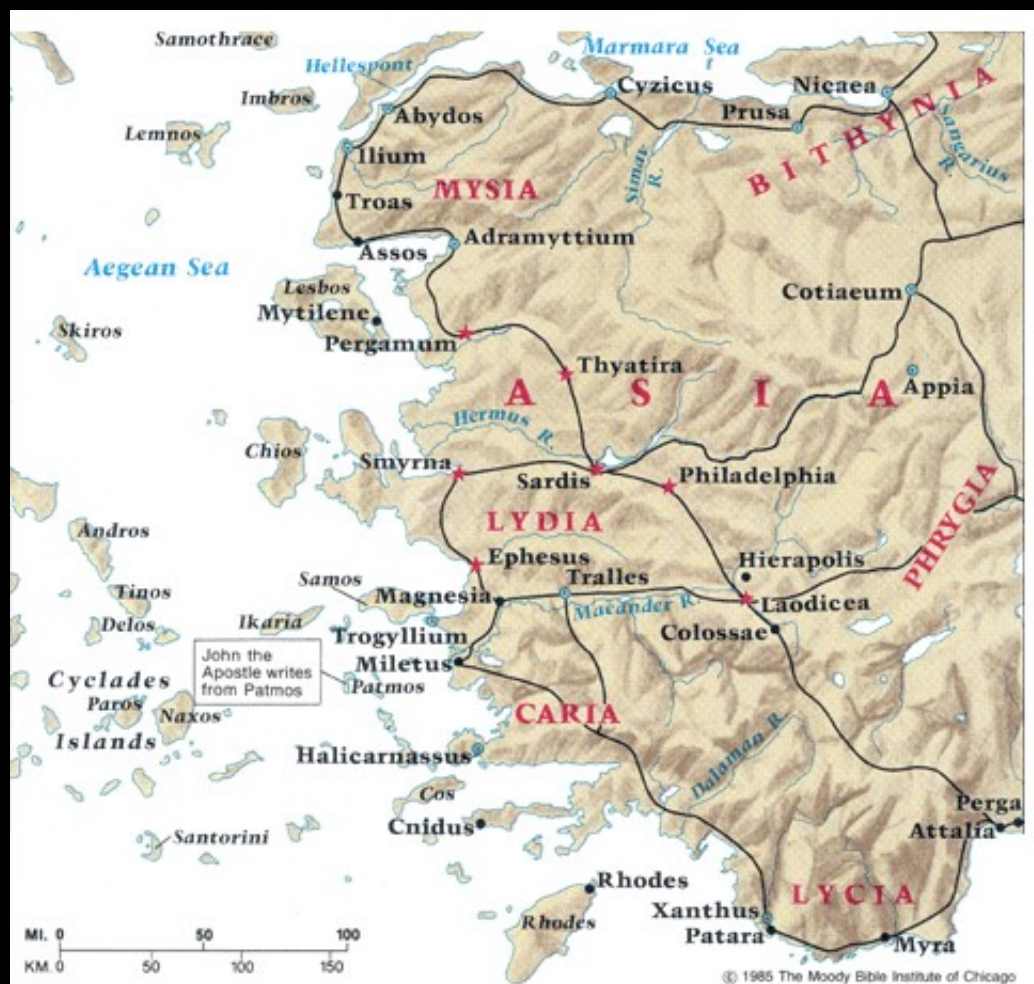 Samothrace
Marmara Sea
Hellespont
Cyzicus
Nicaea
Imbros
Abydos
Prusa
BITHYNIA
Sangarius
R.
Lemnos
Ilium
Simav
R.
MYSIA
Troas
Adramyttium
Assos
Aegean Sea
Lesbos
Cotiaeum
Mytilene
Skiros
Pergamum
Thyatira
ASIA
Appia
Hermus R.
Chios
Smyrna
Sardis
Philadelphia
LYDIA
PHRYGIA
Andros
Ephesus
Hierapolis
Samos
Tralles
Tinos
Magnesia
Maeander R.
Laodicea
Delos
Ikaria
Trogyllium
Colossae
John the
Apostle writes
from Patmos
Miletus
Patmos
Cyclades
Paros
Naxos
Islands
CARIA
Halicarnassus
Dalaman R.
Cos
Perga
Cnidus
Attalia
Santorini
Rhodes
LYCIA
Rhodes
Xanthus
Patara
Myra
MI. 0 50 100
KM. 0 50 100 150
© 1985 The Moody Bible Institute of Chicago